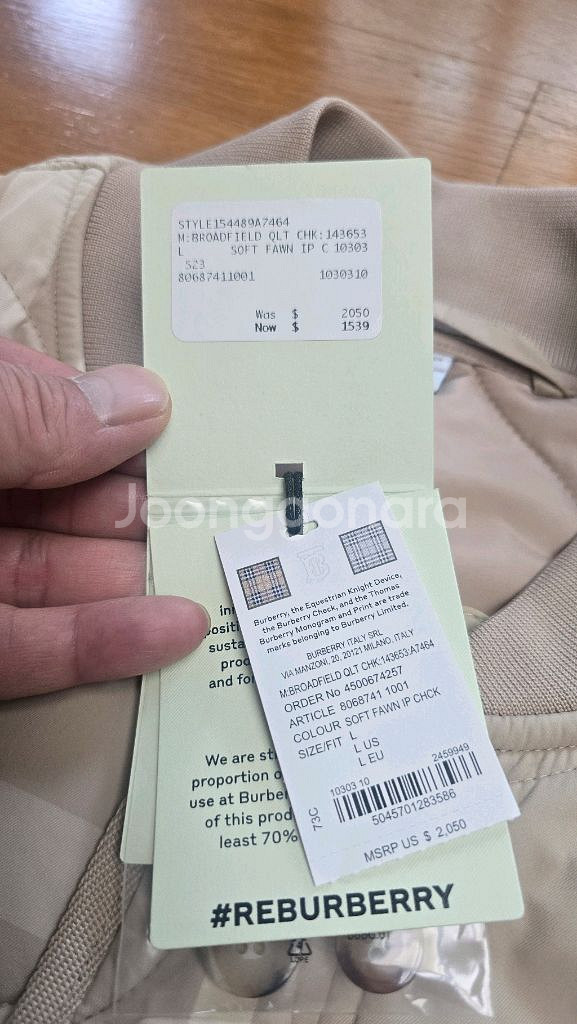 STYLE154489A7464
M:BROADFIELD QLT CHK:143653
L SOFT FAWN IP C 10303
523
80687411001 1030310
Was $ 2050
Now $ 1539
Joonggonara
Burberry, the Equestrian Knight Device,
the Burberry Check, and the Thomas
Burberry Monogram and Print are trade
marks belonging to Burberry Limited.
BURBERRY ITALY SRL
VIA MANZONI, 20, 20121 MILANO, ITALY
M:BROADFIELD QLT CHK:143653:A7464
ORDER No 4500674257
ARTICLE 8068741 1001
COLOUR SOFT FAWN IP CHCK
SIZE/FIT L
L US
L EU
10303 10 2459949
5045701283586
73C
MSRP US $ 2,050
and
We are
proportion
use at
of this
least 70%
#REBURBERRY
LDPE